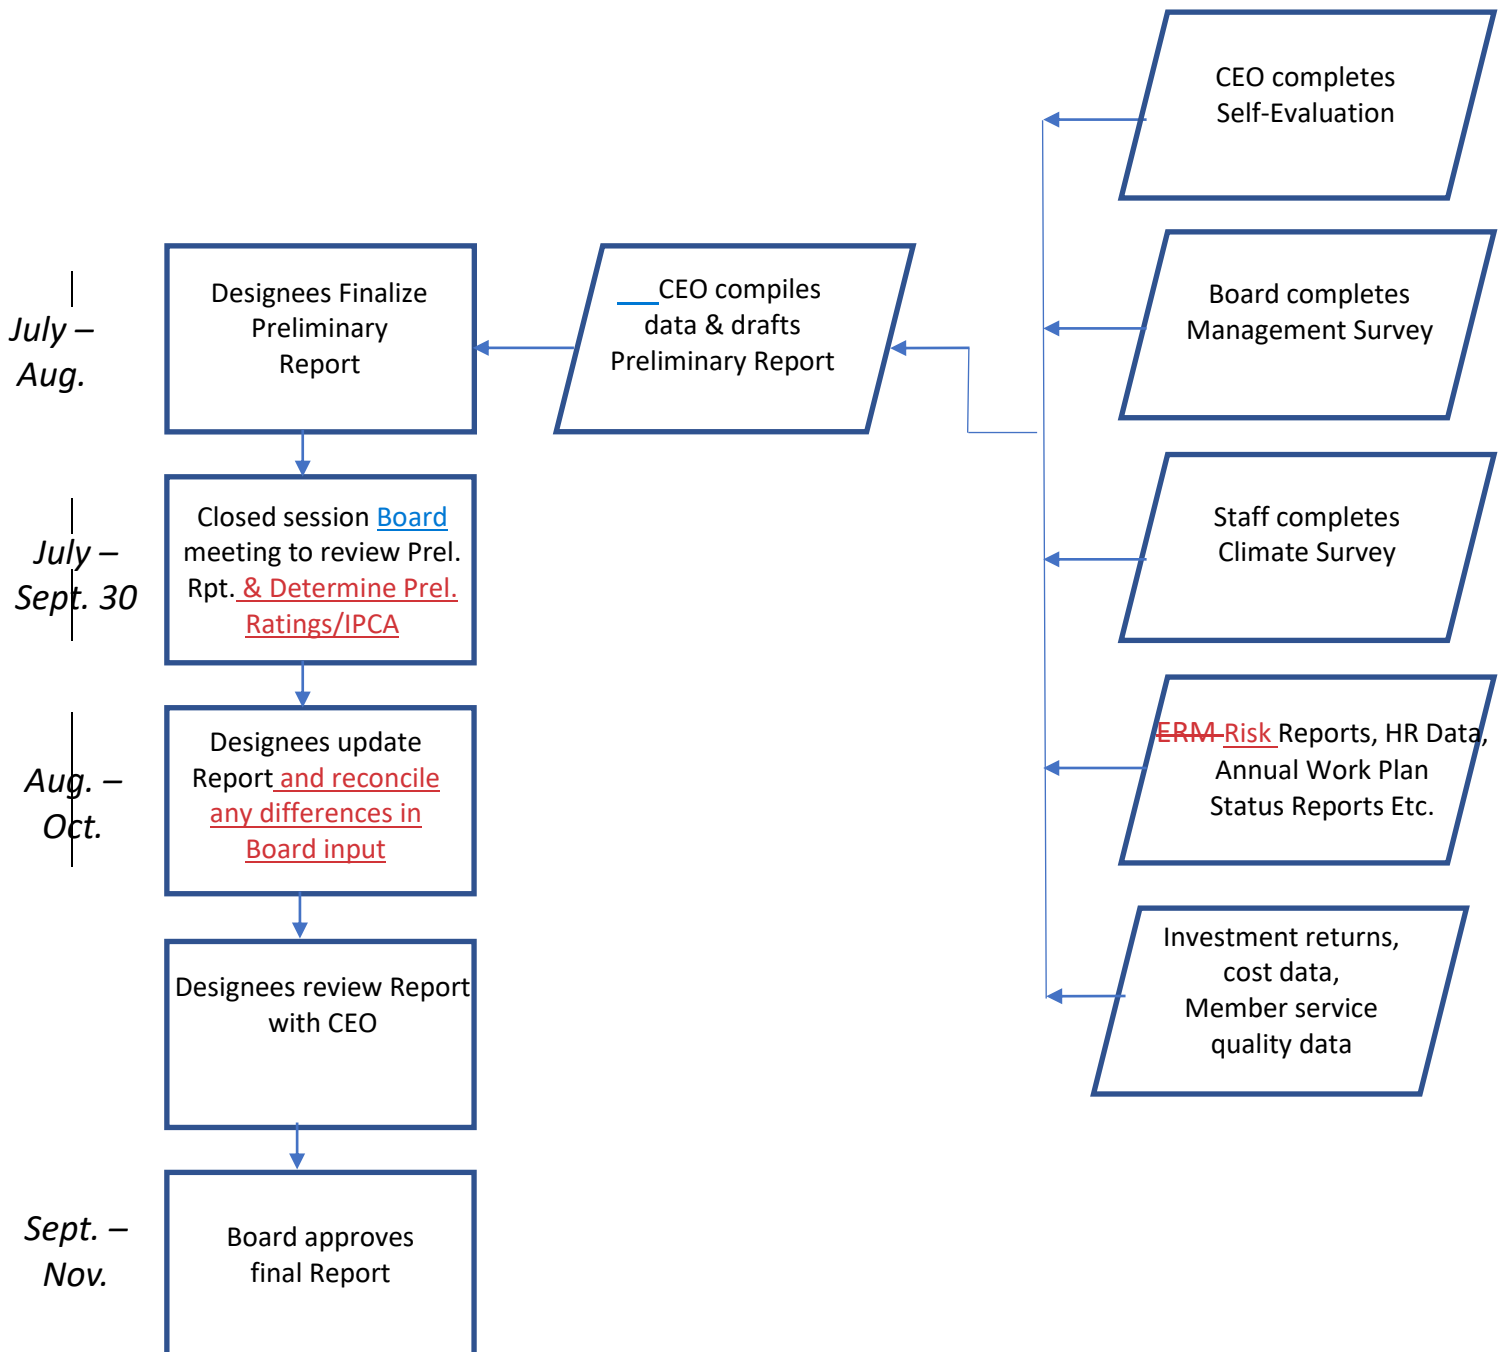 CEO completes
Self-Evaluation
July –
Aug.
Designees Finalize
Preliminary
Report
CEO compiles
data & drafts
Preliminary Report
Board completes
Management Survey
July –
Sept. 30
Closed session Board
meeting to review Prel.
Rpt. & Determine Prel.
Ratings/IPCA
Staff completes
Climate Survey
Aug. –
Oct.
Designees update
Report and reconcile
any differences in
Board input
ERM Risk Reports, HR Data,
Annual Work Plan
Status Reports Etc.
Designees review Report
with CEO
Investment returns,
cost data,
Member service
quality data
Sept. –
Nov.
Board approves
final Report